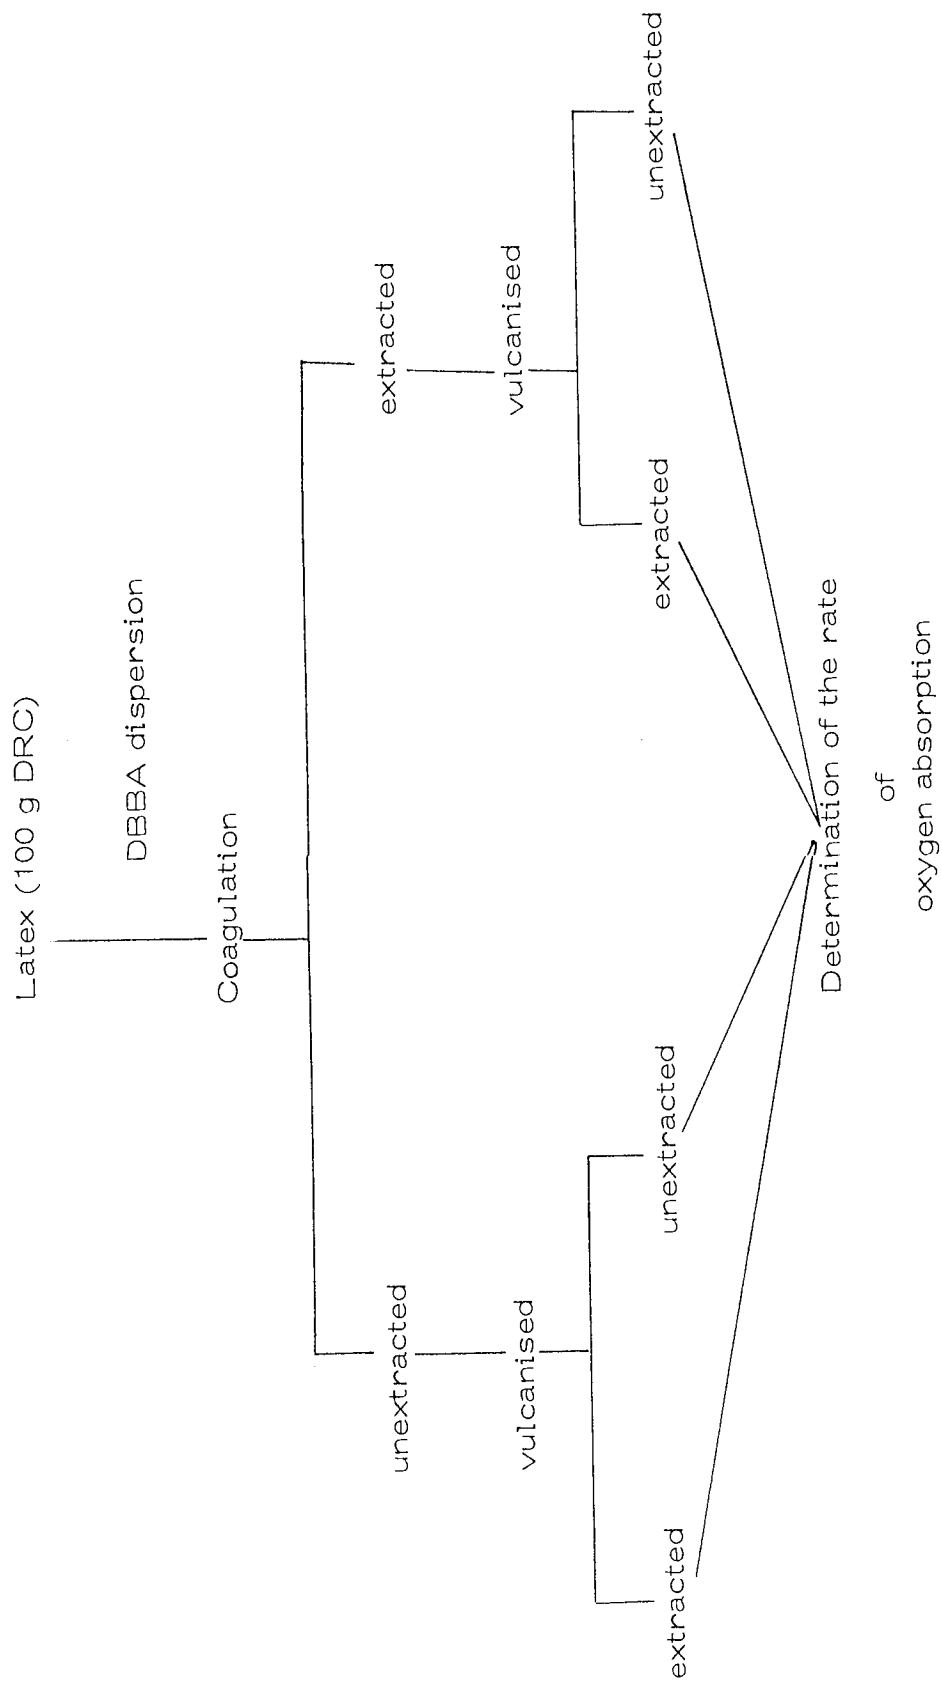 Latex (100 g DRC)
DBBA dispersion
Coagulation
unextracted
extracted
vulcanised
vulcanised
extracted
unextracted
extracted
unextracted
Determination of the rate
of
oxygen absorption